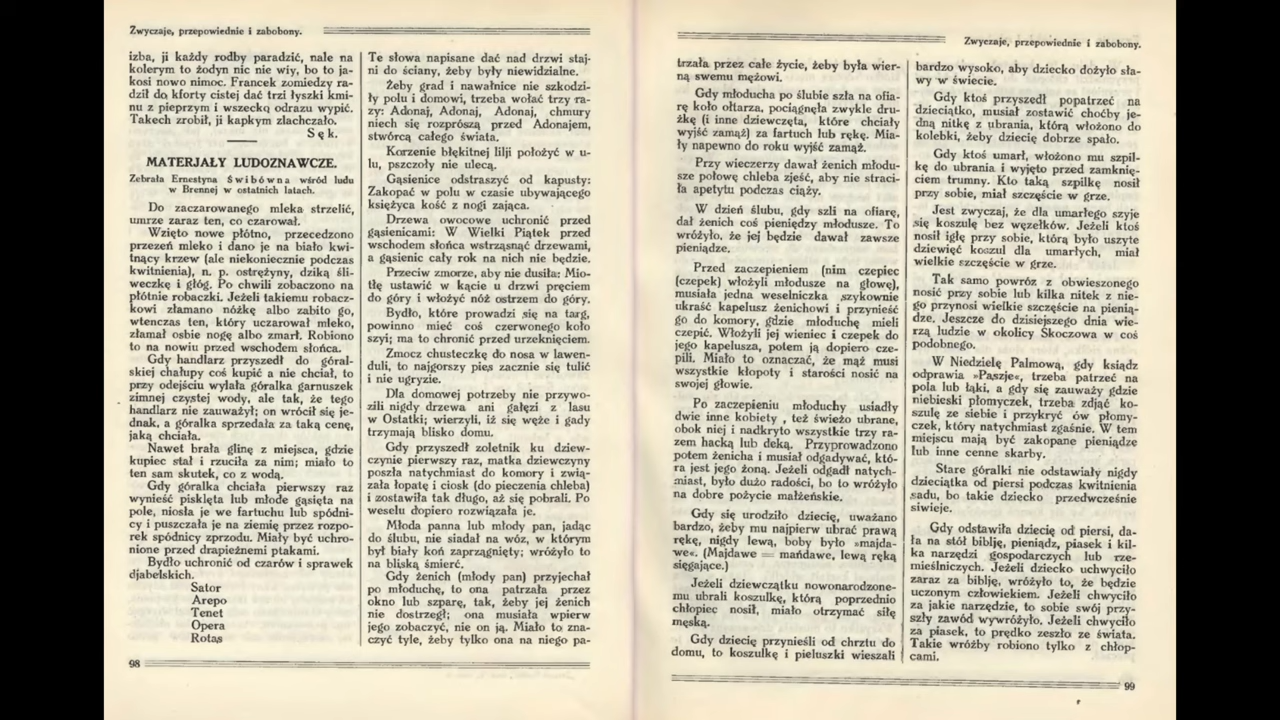 Zwyczaje, przepowiednie i zabobony.
izba, ji każdy rodby paradzić, nale na
kolerym to żodyn nic nie wiy, bo to ja-
kosi nowo nimoc. Francek zomiedzy ra-
dził do kforty cistej dać trzi łyszki kmi-
nu z pieprzym i wszecką odrazu wypić.
Takech zrobił, ji kapkym zlachczało.
Sęk.
MATERJAŁY LUDOZNAWCZE.
Zebrała Ernestyna Świbówna wśród ludu
w Brennej w ostatnich latach.
Do zaczarowanego mleka strzelić,
umrze zaraz ten, co czarował.
Wzięto nowe płótno, przecedzono
przezeń mleko i dano je na biało kwi-
tnący krzew (ale niekoniecznie podczas
kwitnienia), n. p. ostrężyny, dziką śli-
weczkę i głóg. Po chwili zobaczono na
płótnie robaczki. Jeżeli takiemu robacz-
kowi złamano nóżkę albo zabito go,
wtenczas ten, który uczarował mleko,
złamał osbie nogę albo zmarł. Robiono
to na nowiu przed wschodem słońca.
Gdy handlarz przyszedł do góral-
skiej chałupy coś kupić a nie chciał, to
przy odejściu wylała góralka garnuszek
zimnej czystej wody, ale tak, że tego
handlarz nie zauważył; on wrócił się je-
dnak, a góralka sprzedała za taką cenę,
jaką chciała.
Nawet brała glinę z miejsca, gdzie
kupiec stał i rzuciła za nim; miało to
ten sam skutek, co z wodą.
Gdy góralka chciała pierwszy raz
wynieść pisklęta lub młode gąsięta na
pole, niosła je we fartuchu lub spódni-
cy i puszczała je na ziemię przez rozpo-
rek spódnicy zprzodu. Miały być uchro-
nione przed drapieżnemi ptakami.
Bydło uchronić od czarów i sprawek
djabelskich.
Sator
Arepo
Tenet
Opera
Rotas
98
Te słowa napisane dać nad drzwi staj-
ni do ściany, żeby były niewidzialne.
Żeby grad i nawałnice nie szkodzi-
ły polu i domowi, trzeba wołać trzy ra-
zy: Adonaj, Adonaj, Adonaj, chmury
niech się rozprószą przed Adonajem,
stwórcą całego świata.
Korzenie błękitnej lilji położyć w u-
lu, pszczoły nie ulecą.
Gąsienice odstraszyć od kapusty:
Zakopać w polu w czasie ubywającego
księżyca kość z nogi zająca.
Drzewa owocowe uchronić przed
gąsienicami: W Wielki Piątek przed
wschodem słońca wstrząsnąć drzewami,
a gąsienic cały rok na nich nie będzie.
Przeciw zmorze, aby nie dusiła: Mio-
tłę ustawić w kącie u drzwi pręciem
do góry i włożyć nóż ostrzem do góry.
Bydło, które prowadzi się na targ,
powinno mieć coś czerwonego koło
szyi; ma to chronić przed urzeknięciem.
Zmocz chusteczkę do nosa w lawen-
duli, to najgorszy pies zacznie się tulić
i nie ugryzie.
Dla domowej potrzeby nie przywo-
zili nigdy drzewa ani gałęzi z lasu
w Ostatki; wierzyli, iż się węże i gady
trzymają blisko domu.
Gdy przyszedł zoletnik ku dziew-
czynie pierwszy raz, matka dziewczyny
poszła natychmiast do komory i zwią-
zała łopatę i ciosk (do pieczenia chleba)
i zostawiła tak długo, aż się pobrali. Po
weselu dopiero rozwiązała je.
Młoda panna lub młody pan, jadąc
do ślubu, nie siadał na wóz, w którym
był biały koń zaprzągnięty; wróżyło to
na bliską śmierć.
Gdy żenich (młody pan) przyjechał
po młoduchę, to ona patrzała przez
okno lub szparę, tak, żeby jej żenich
nie dostrzegł; ona musiała wpierw
jego zobaczyć, nie on ją. Miało to zna-
czyć tyle, żeby tylko ona na niego pa-
Zwyczaje, przepowiednie i zabobony.
trzała przez całe życie, żeby była wier-
ną swemu mężowi.
Gdy młoducha po ślubie szła na ofia-
rę koło ołtarza, pociągnęła zwykle dru-
żkę (i inne dziewczęta, które chciały
wyjść zamąż) za fartuch lub rękę. Mia-
ły napewno do roku wyjść zamąż.
Przy wieczerzy dawał żenich młodu-
sze połowę chleba zjeść, aby nie straci-
ła apetytu podczas ciąży.
W dzień ślubu, gdy szli na ofiarę,
dał żenich coś pieniędzy młodusze. To
wróżyło, że jej będzie dawał zawsze
pieniądze.
Przed zaczepieniem (nim czepiec
(czepek) włożyli młodusze na głowę),
musiała jedna weselniczka szykownie
ukraść kapelusz żenichowi i przynieść
go do komory, gdzie młoduchę mieli
czepić. Włożyli jej wieniec i czepek do
jego kapelusza, potem ją dopiero cze-
pili. Miało to oznaczać, że mąż musi
wszystkie kłopoty i starości nosić na
swojej głowie.
Po zaczepieniu młoduchy usiadły
dwie inne kobiety , też świeżo ubrane,
obok niej i nadkryto wszystkie trzy ra-
zem hacką lub deką. Przyprowadzono
potem żenicha i musiał odgadywać, któ-
ra jest jego żoną. Jeżeli odgadł natych-
miast, było dużo radości, bo to wróżyło
na dobre pożycie małżeńskie.
Gdy się urodziło dziecię, uważano
bardzo, żeby mu najpierw ubrać prawą
rękę, nigdy lewą, boby było »majda-
we«. (Majdawe = mańdawe, lewą ręką
sięgające.)
Jeżeli dziewczątku nowonarodzone-
mu ubrali koszulkę, którą poprzednio
chłopiec nosił, miało otrzymać siłę
męską.
Gdy dziecię przynieśli od chrztu do
domu, to koszulkę i pieluszki wieszali
bardzo wysoko, aby dziecko dożyło sła-
wy w świecie.
Gdy ktoś przyszedł popatrzeć na
dzieciątko, musiał zostawić choćby je-
dną nitkę z ubrania, którą włożono do
kolebki, żeby dziecię dobrze spało.
Gdy ktoś umarł, włożono mu szpil-
kę do ubrania i wyjęto przed zamknię-
ciem trumny. Kto taką szpilkę nosił
przy sobie, miał szczęście w grze.
Jest zwyczaj, że dla umarłego szyje
się koszulę bez węzełków. Jeżeli ktoś
nosił igłę przy sobie, którą było uszyte
dziewięć koszul dla umarłych, miał
wielkie szczęście w grze.
Tak samo powróz z obwieszonego
nosić przy sobie lub kilka nitek z nie-
go przynosi wielkie szczęście na pienią-
dze. Jeszcze do dzisiejszego dnia wie-
rzą ludzie w okolicy Skoczowa w coś
podobnego.
W Niedzielę Palmową, gdy ksiądz
odprawia »Paszje«, trzeba patrzeć na
pola lub łąki, a gdy się zauważy gdzie
niebieski płomyczek, trzeba zdjąć ko-
szulę ze siebie i przykryć ów płomy-
czek, który natychmiast zgaśnie. W tem
miejscu mają być zakopane pieniądze
lub inne cenne skarby.
Stare góralki nie odstawiały nigdy
dzieciątka od piersi podczas kwitnienia
sadu, bo takie dziecko przedwcześnie
siwieje.
Gdy odstawiła dziecię od piersi, da-
ła na stół biblję, pieniądz, piasek i kil-
ka narzędzi gospodarczych lub rze-
mieślniczych. Jeżeli dziecko uchwyciło
zaraz za biblję, wróżyło to, że będzie
uczonym człowiekiem. Jeżeli chwyciło
za jakie narzędzie, to sobie swój przy-
szły zawód wywróżyło. Jeżeli chwyciło
za piasek, to prędko zeszło ze świata.
Takie wróżby robiono tylko z chłop-
cami.
99